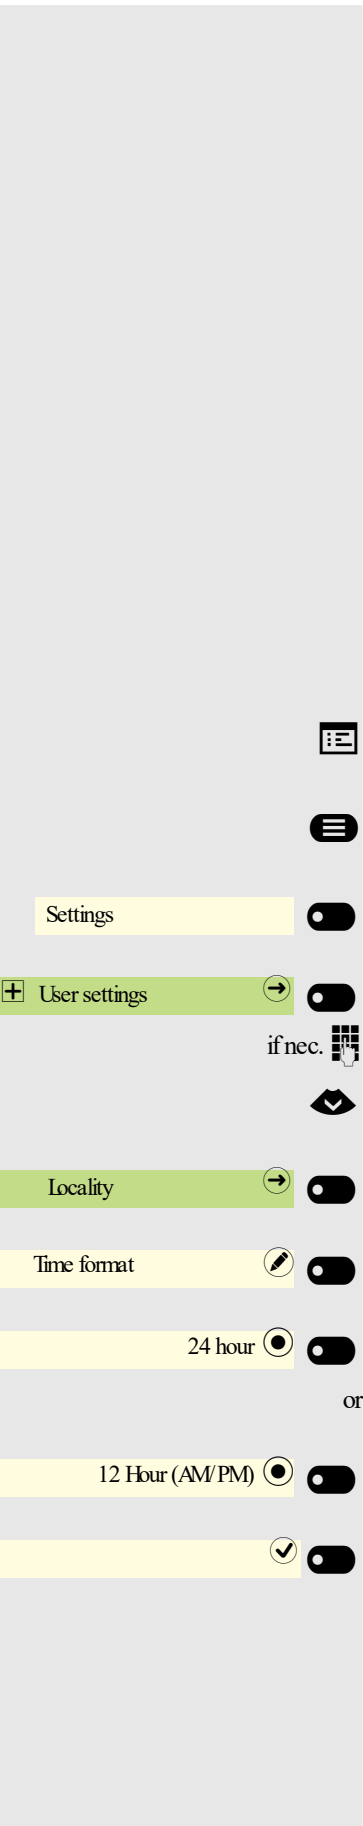 Settings
User settings
if nec.
Locality
Time format
24 hour
or
12 Hour (AM/PM)